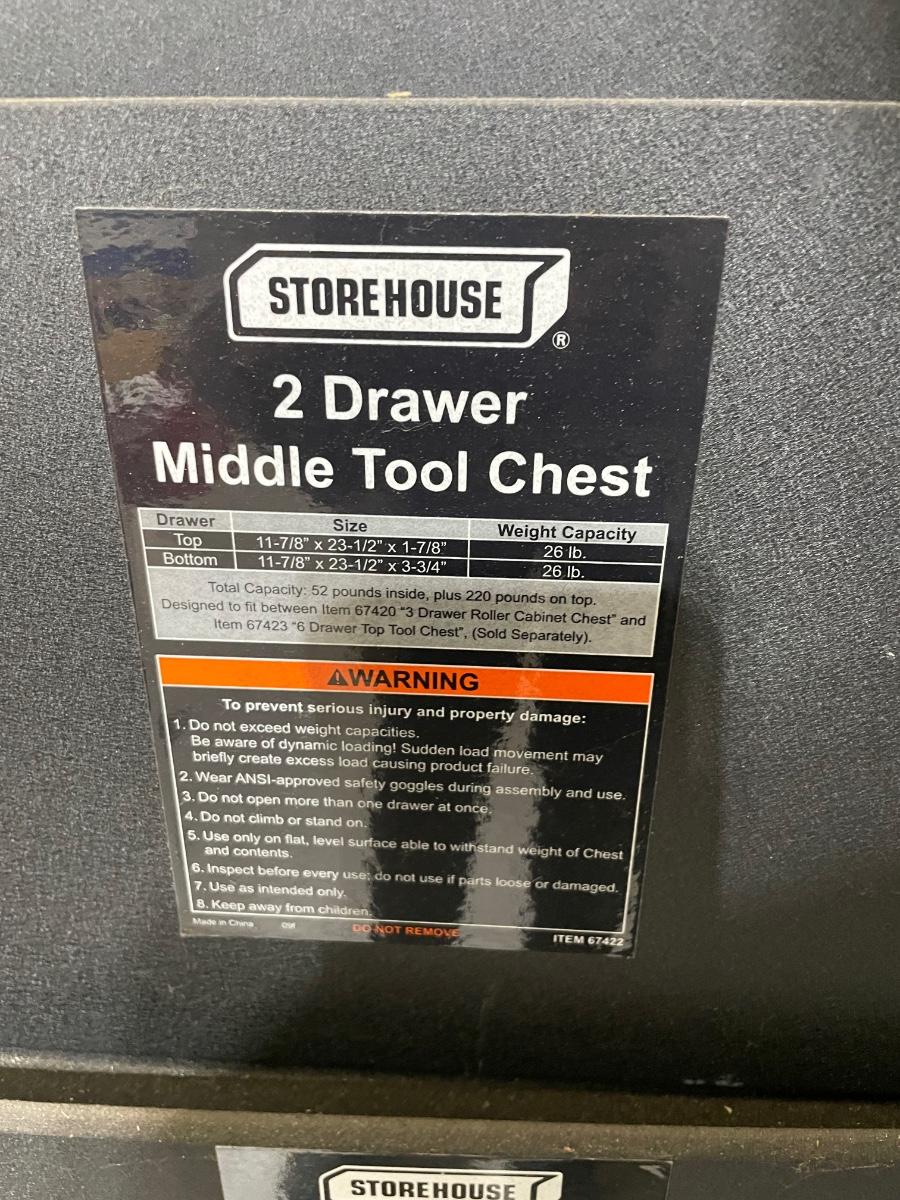 STOREHOUSE
®
2 Drawer
Middle Tool Chest
Drawer Size Weight Capacity
Top 11-7/8" x 23-1/2" x 1-7/8" 26 lb.
Bottom 11-7/8" x 23-1/2" x 3-3/4" 26 lb.
Total Capacity: 52 pounds inside, plus 220 pounds on top.
Designed to fit between Item 67420 "3 Drawer Roller Cabinet Chest" and
Item 67423 "6 Drawer Top Tool Chest", (Sold Separately).
⚠WARNING
To prevent serious injury and property damage:
1. Do not exceed weight capacities.
Be aware of dynamic loading! Sudden load movement may
briefly create excess load causing product failure.
2. Wear ANSI-approved safety goggles during assembly and use.
3. Do not open more than one drawer at once.
4. Do not climb or stand on.
5. Use only on flat, level surface able to withstand weight of Chest
and contents.
6. Inspect before every use; do not use if parts loose or damaged.
7. Use as intended only.
8. Keep away from children.
Made in China 09f DO NOT REMOVE ITEM 67422
STOREHOUSE